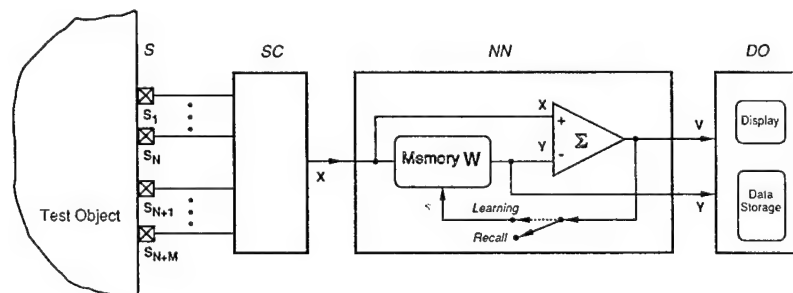 S
SC
NN
DO
S1
SN
SN+1
SN+M
Test Object
X
X
+
Y
-
Σ
Memory W
Learning
Recall
V
Y
Display
Data
Storage